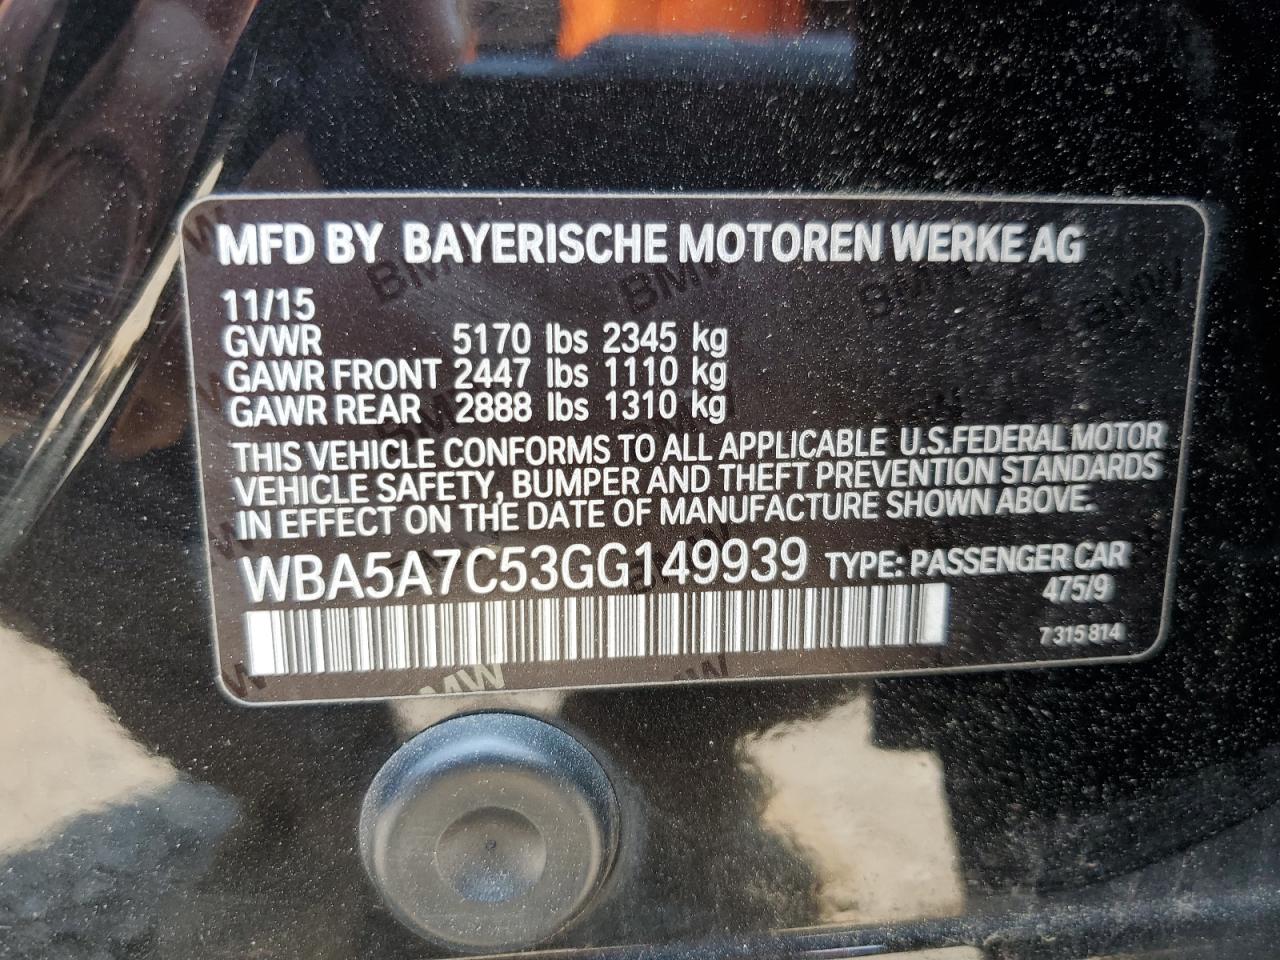 MFD BY BAYERISCHE MOTOREN WERKE AG
11/15
GVWR 5170 lbs 2345 kg
GAWR FRONT 2447 lbs 1110 kg
GAWR REAR 2888 lbs 1310 kg
THIS VEHICLE CONFORMS TO ALL APPLICABLE U.S.FEDERAL MOTOR
VEHICLE SAFETY, BUMPER AND THEFT PREVENTION STANDARDS
IN EFFECT ON THE DATE OF MANUFACTURE SHOWN ABOVE.
WBA5A7C53GG149939 TYPE: PASSENGER CAR
475/9
7 315 814